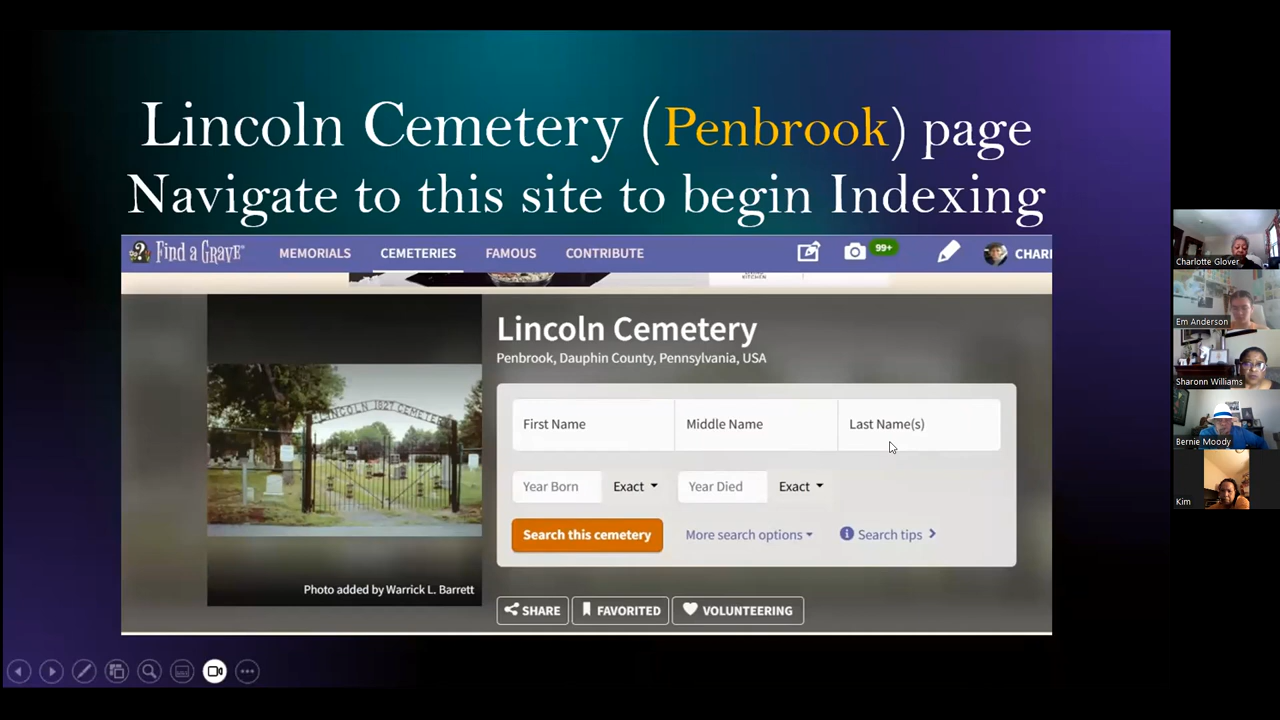 Lincoln Cemetery (Penbrook) page
Navigate to this site to begin Indexing
Find a Grave®
MEMORIALS
CEMETERIES
FAMOUS
CONTRIBUTE
99+
CHARI
LINCOLN 1827 CEMETERY
Photo added by Warrick L. Barrett
Lincoln Cemetery
Penbrook, Dauphin County, Pennsylvania, USA
First Name
Middle Name
Last Name(s)
Year Born
Exact
Year Died
Exact
Search this cemetery
More search options
Search tips
SHARE
FAVORITED
VOLUNTEERING
Charlotte Glover
Em Anderson
Sharonn Williams
Bernie Moody
Kim